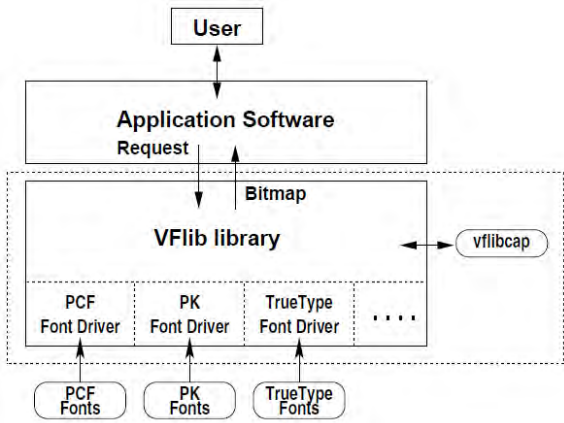 User
Application Software
Request
Bitmap
VFlib library
vflibcap
PCF
Font Driver
PK
Font Driver
TrueType
Font Driver
....
PCF
Fonts
PK
Fonts
TrueType
Fonts